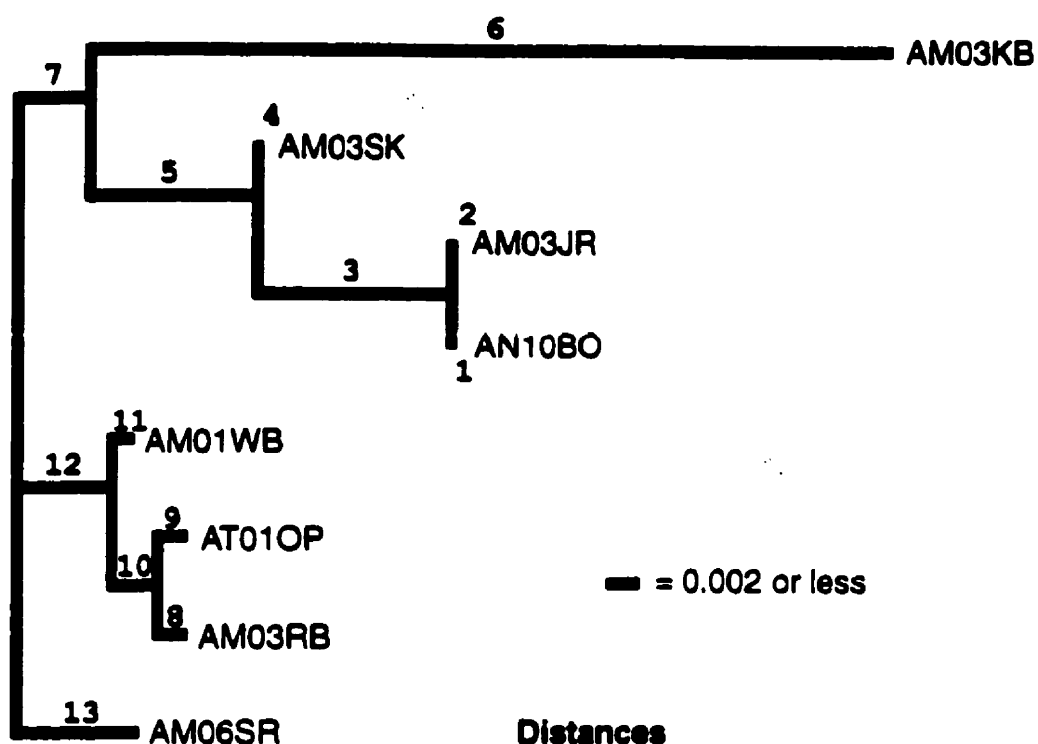 6
AM03KB
7
4
AM03SK
5
2
AM03JR
3
AN10BO
1
11
AM01WB
12
9
AT01OP
10
= 0.002 or less
8
AM03RB
13
AM06SR
Distances